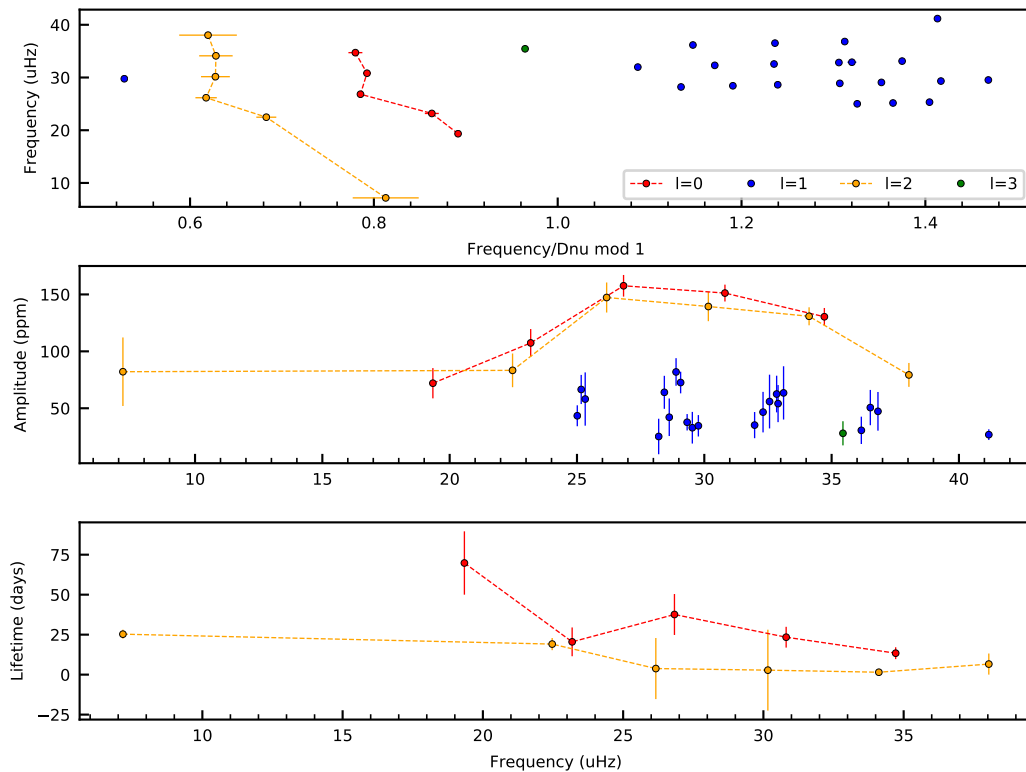 40
30
20
10
Frequency (uHz)
l=0 l=1 l=2 l=3
0.6 0.8 1.0 1.2 1.4
Frequency/Dnu mod 1
150
100
50
Amplitude (ppm)
10 15 20 25 30 35 40
75
50
25
0
−25
Lifetime (days)
10 15 20 25 30 35
Frequency (uHz)